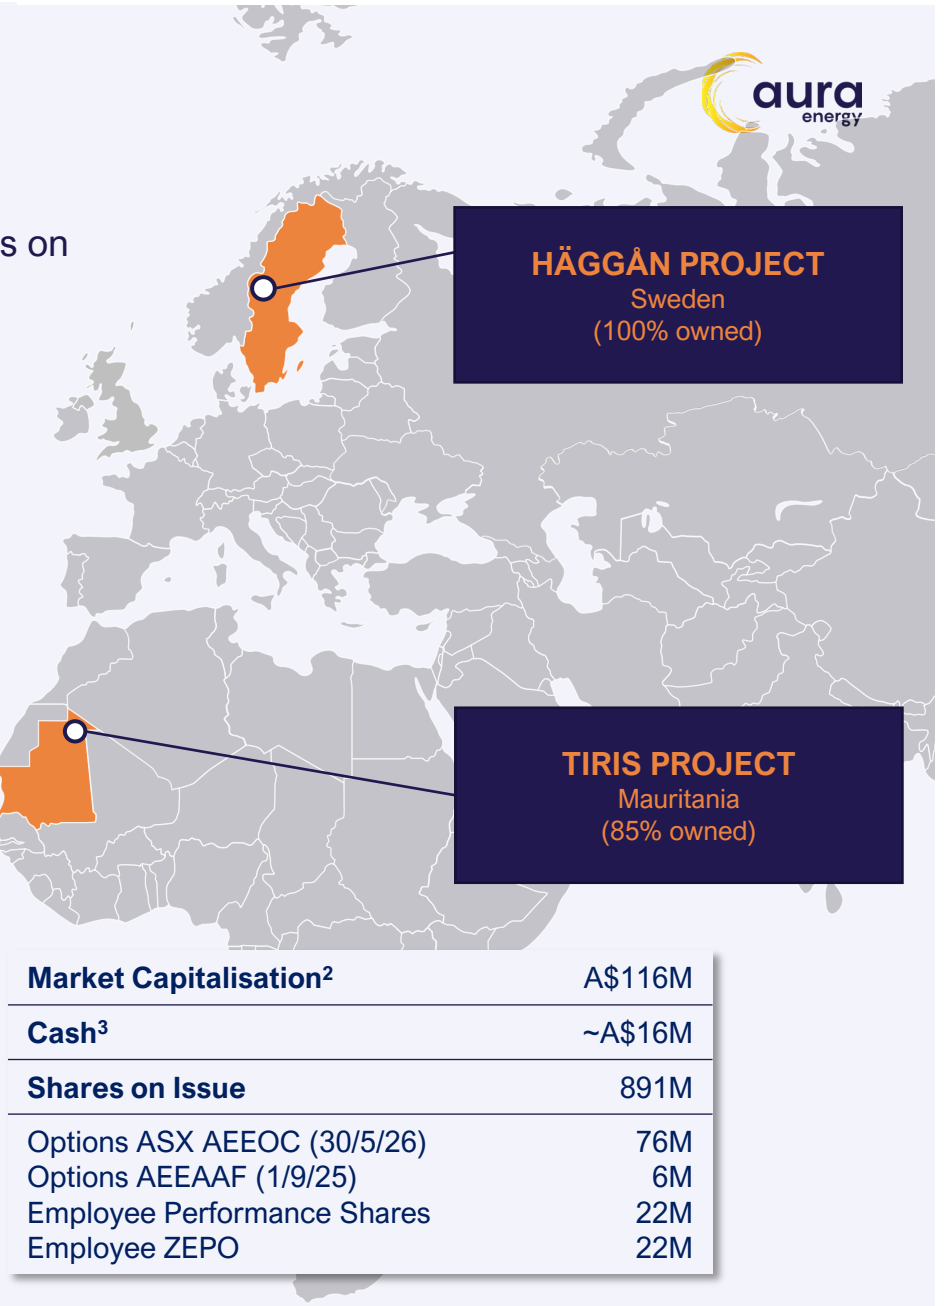 aura
energy
s on
HÄGGÅN PROJECT
Sweden
(100% owned)
TIRIS PROJECT
Mauritania
(85% owned)
Market Capitalisation² A$116M
Cash³ ~A$16M
Shares on Issue 891M
Options ASX AEEOC (30/5/26) 76M
Options AEEAAF (1/9/25) 6M
Employee Performance Shares 22M
Employee ZEPO 22M